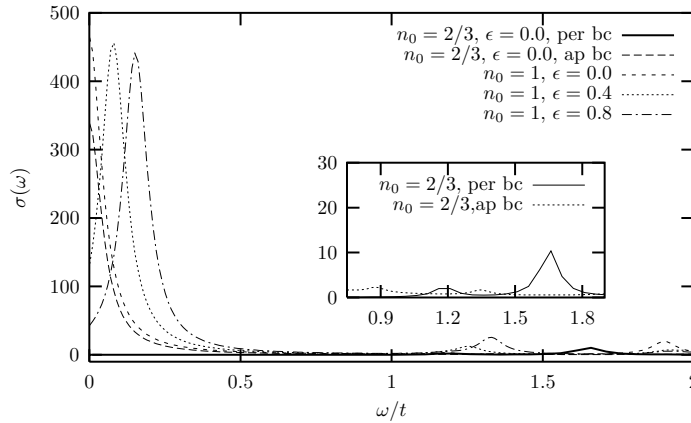 500
400
300
200
100
0
σ(ω)
n₀ = 2/3, ϵ = 0.0, per bc
n₀ = 2/3, ϵ = 0.0, ap bc
n₀ = 1, ϵ = 0.0
n₀ = 1, ϵ = 0.4
n₀ = 1, ϵ = 0.8
30
20
10
0
n₀ = 2/3, per bc
n₀ = 2/3,ap bc
0.9 1.2 1.5 1.8
0 0.5 1 1.5 2
ω/t